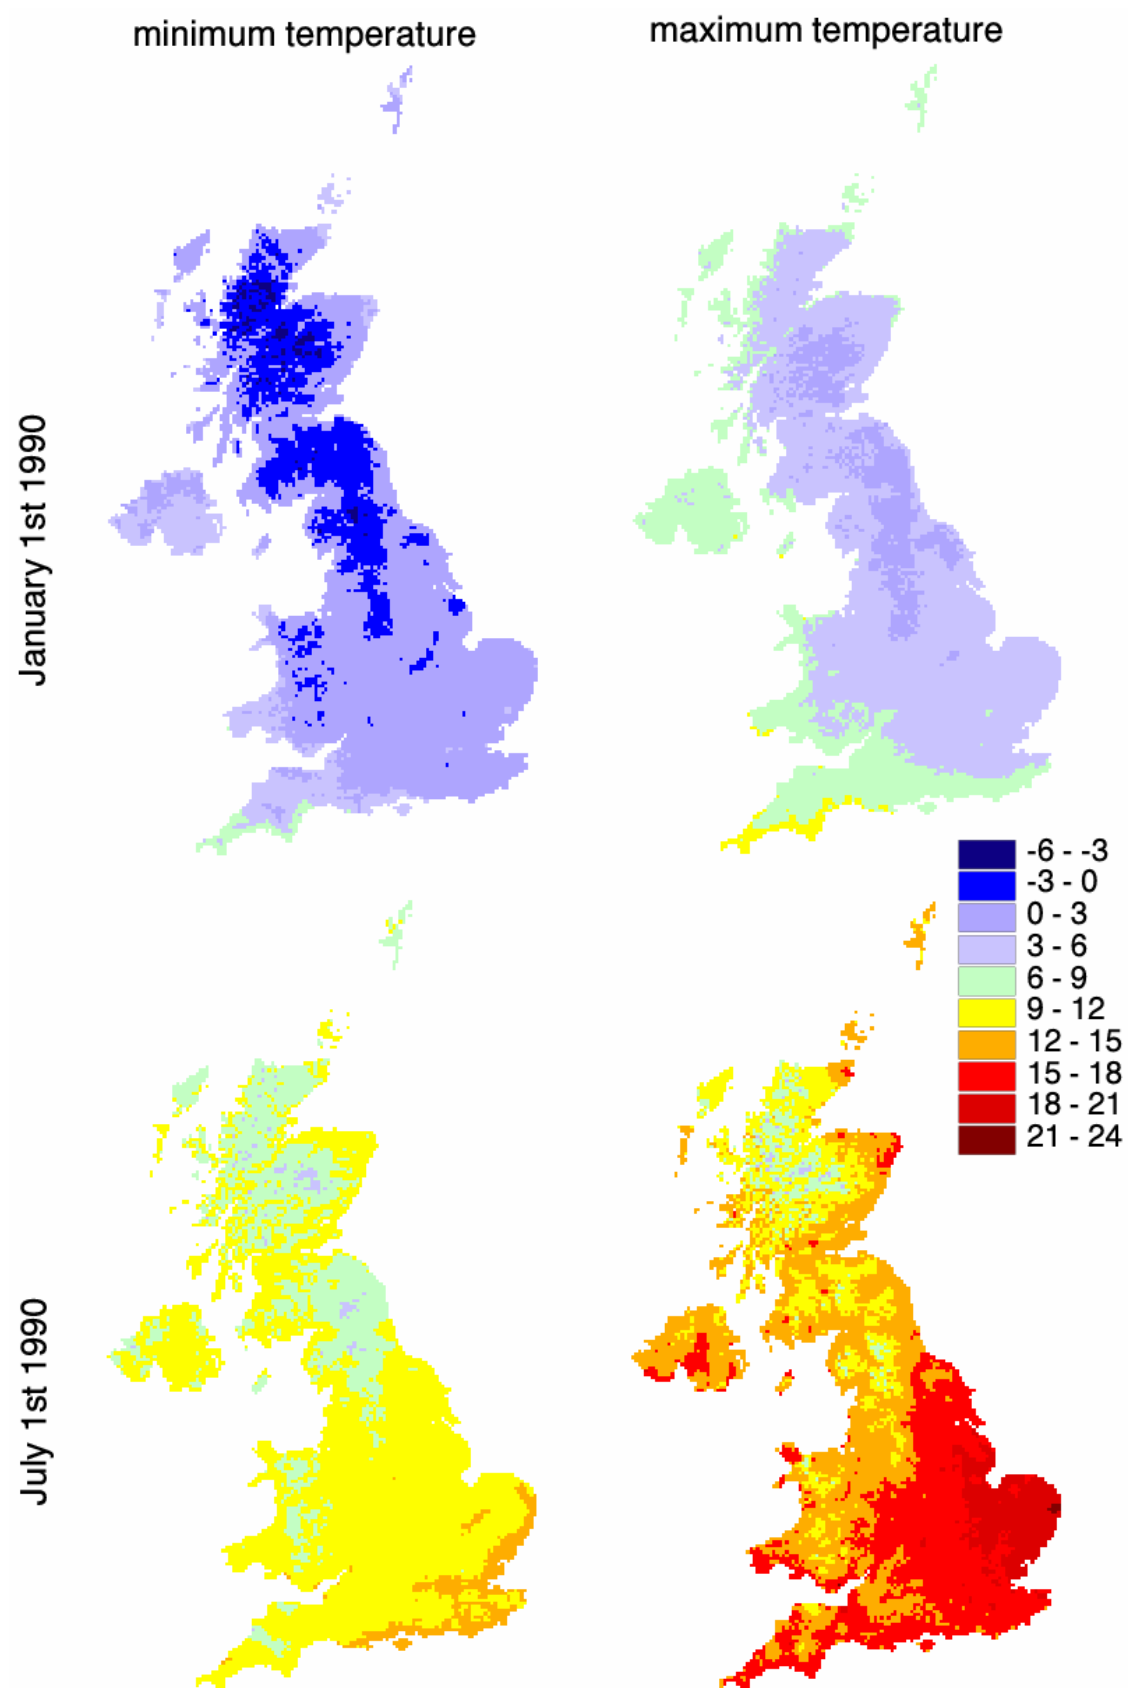 minimum temperature
maximum temperature
January 1st 1990
-6 - -3
-3 - 0
0 - 3
3 - 6
6 - 9
9 - 12
12 - 15
15 - 18
18 - 21
21 - 24
July 1st 1990